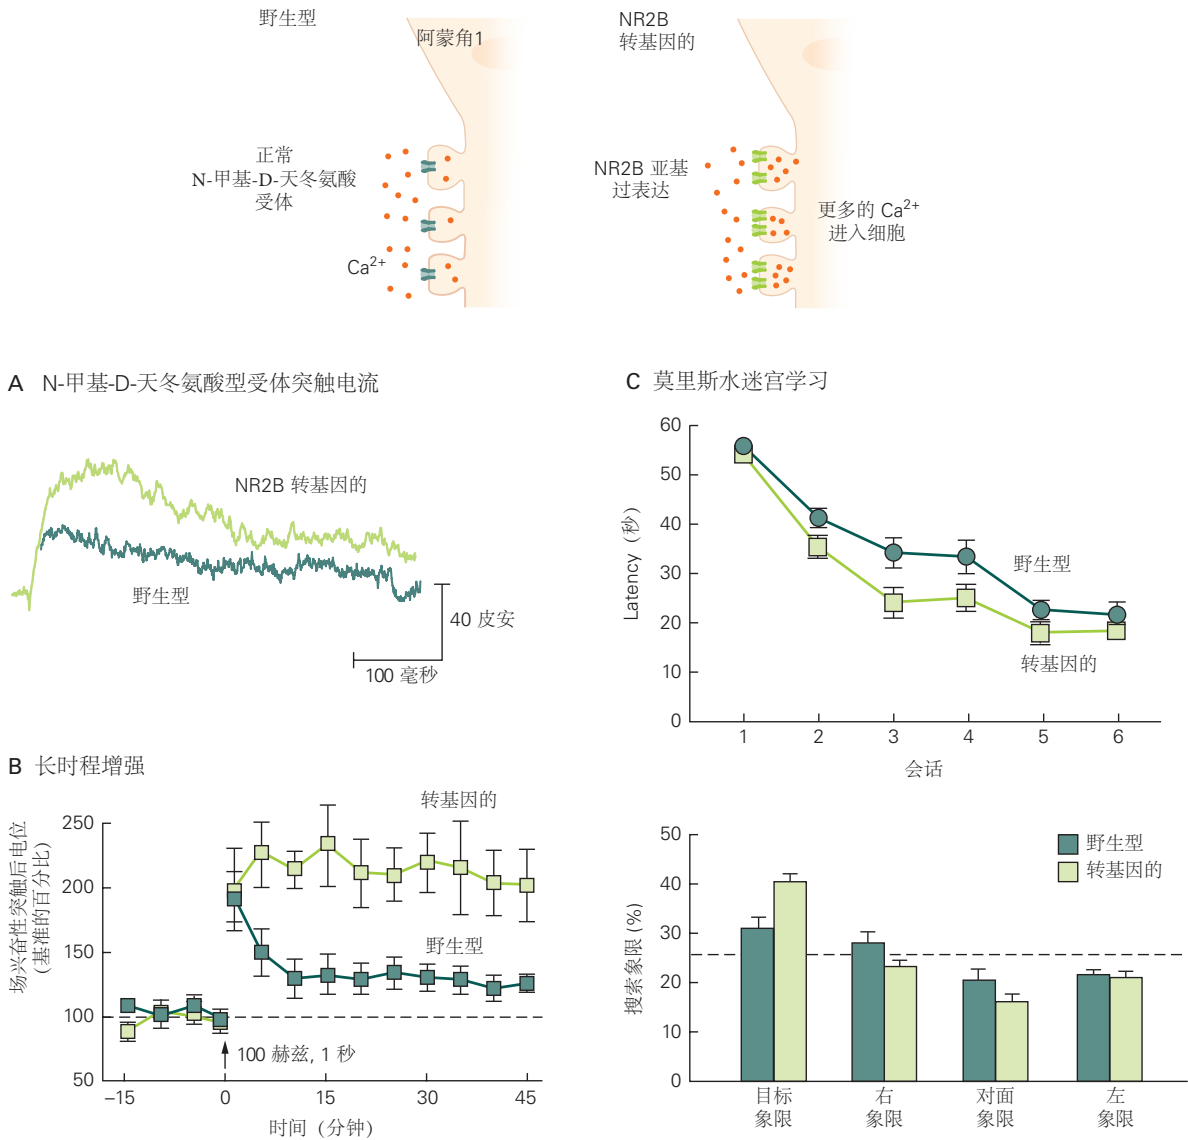 野生型
阿蒙角1
正常
N-甲基-D-天冬氨酸
受体
Ca2+
NR2B
转基因的
NR2B 亚基
过表达
更多的 Ca2+
进入细胞
A N-甲基-D-天冬氨酸型受体突触电流
NR2B 转基因的
野生型
40 皮安
100 毫秒
B 长时程增强
场兴奋性突触后电位
(基准的百分比)
250
200
150
100
50
转基因的
野生型
100 赫兹, 1 秒
–15
0
15
30
45
时间 (分钟)
C 莫里斯水迷宫学习
Latency (秒)
60
50
40
30
20
10
0
野生型
转基因的
1
2
3
4
5
6
会话
搜索象限 (%)
50
40
30
20
10
0
野生型
转基因的
目标
象限
右
象限
对面
象限
左
象限